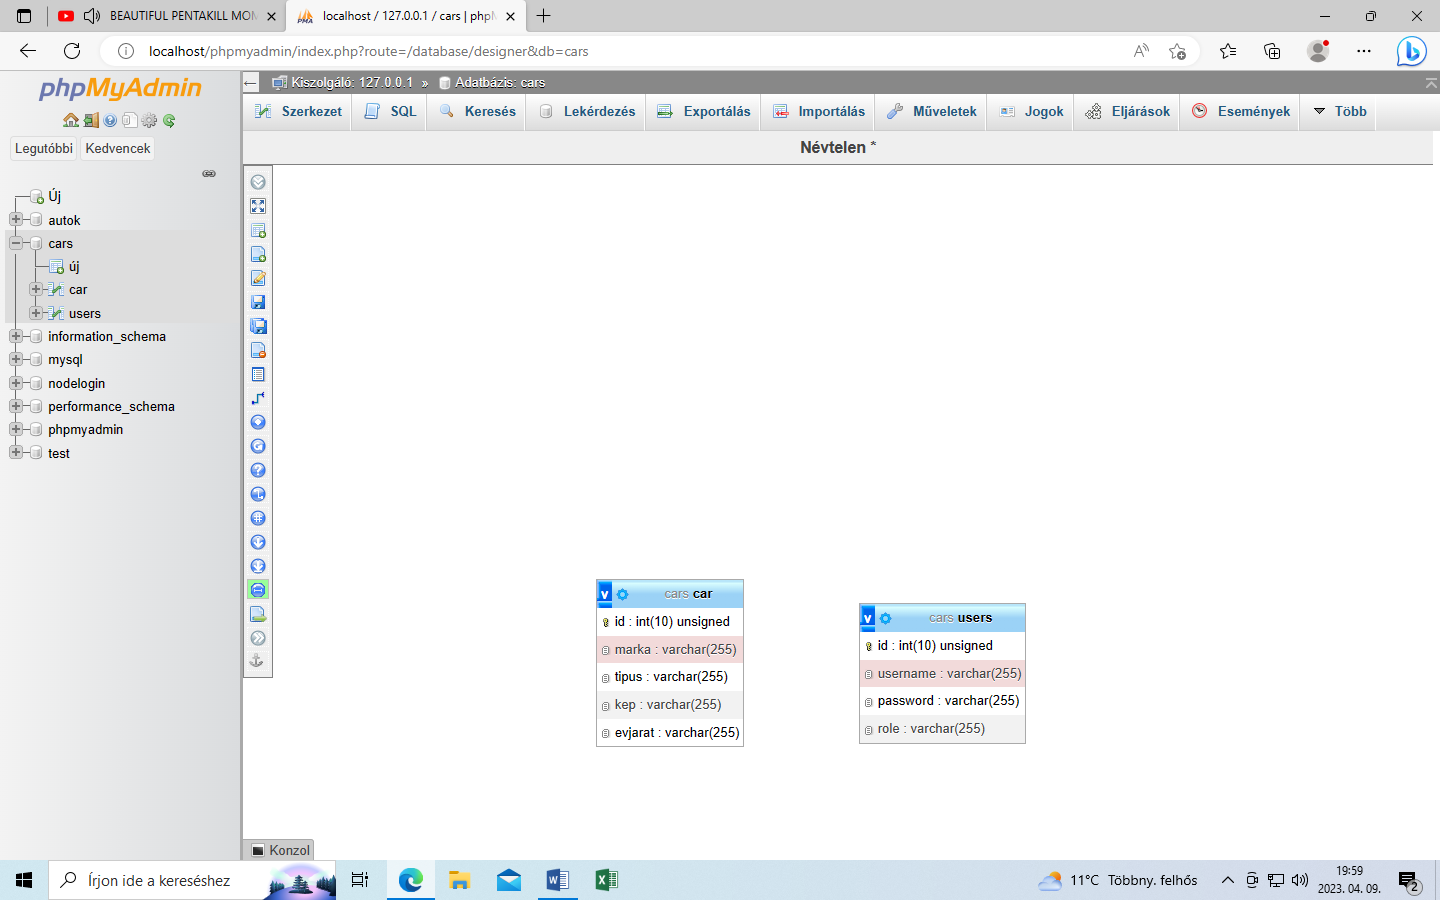 BEAUTIFUL PENTAKILL MOM
localhost / 127.0.0.1 / cars | phpM
localhost/phpmyadmin/index.php?route=/database/designer&db=cars
phpMyAdmin
Legutóbbi
Kedvencek
Új
autok
cars
új
car
users
information_schema
mysql
nodelogin
performance_schema
phpmyadmin
test
Kiszolgáló: 127.0.0.1 » Adatbázis: cars
Szerkezet
SQL
Keresés
Lekérdezés
Exportálás
Importálás
Műveletek
Jogok
Eljárások
Események
Több
Névtelen *
cars car
id : int(10) unsigned
marka : varchar(255)
tipus : varchar(255)
kep : varchar(255)
evjarat : varchar(255)
cars users
id : int(10) unsigned
username : varchar(255)
password : varchar(255)
role : varchar(255)
Konzol
Írjon ide a kereséshez
11°C Többny. felhős
19:59
2023. 04. 09.
2